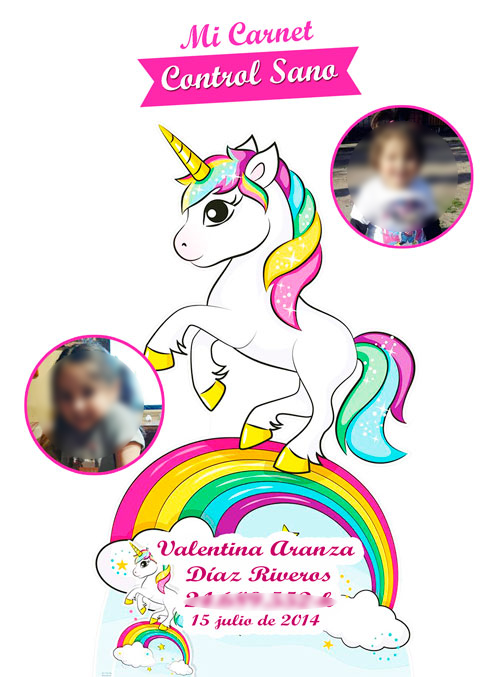 Mi Carnet
Control Sano
Valentina Aranza
Díaz Riveros
15 julio de 2014